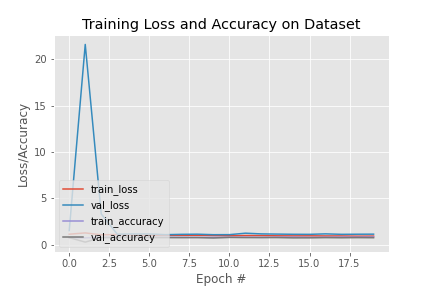 Training Loss and Accuracy on Dataset
20
15
10
5
0
Loss/Accuracy
train_loss
val_loss
train_accuracy
val_accuracy
0.0 2.5 5.0 7.5 10.0 12.5 15.0 17.5
Epoch #